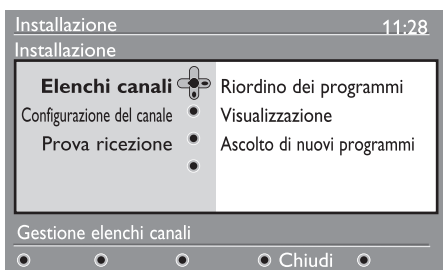 Installazione 11:28
Installazione
Elenchi canali Riordino dei programmi
Configurazione del canale Visualizzazione
Prova ricezione Ascolto di nuovi programmi
Gestione elenchi canali
Chiudi